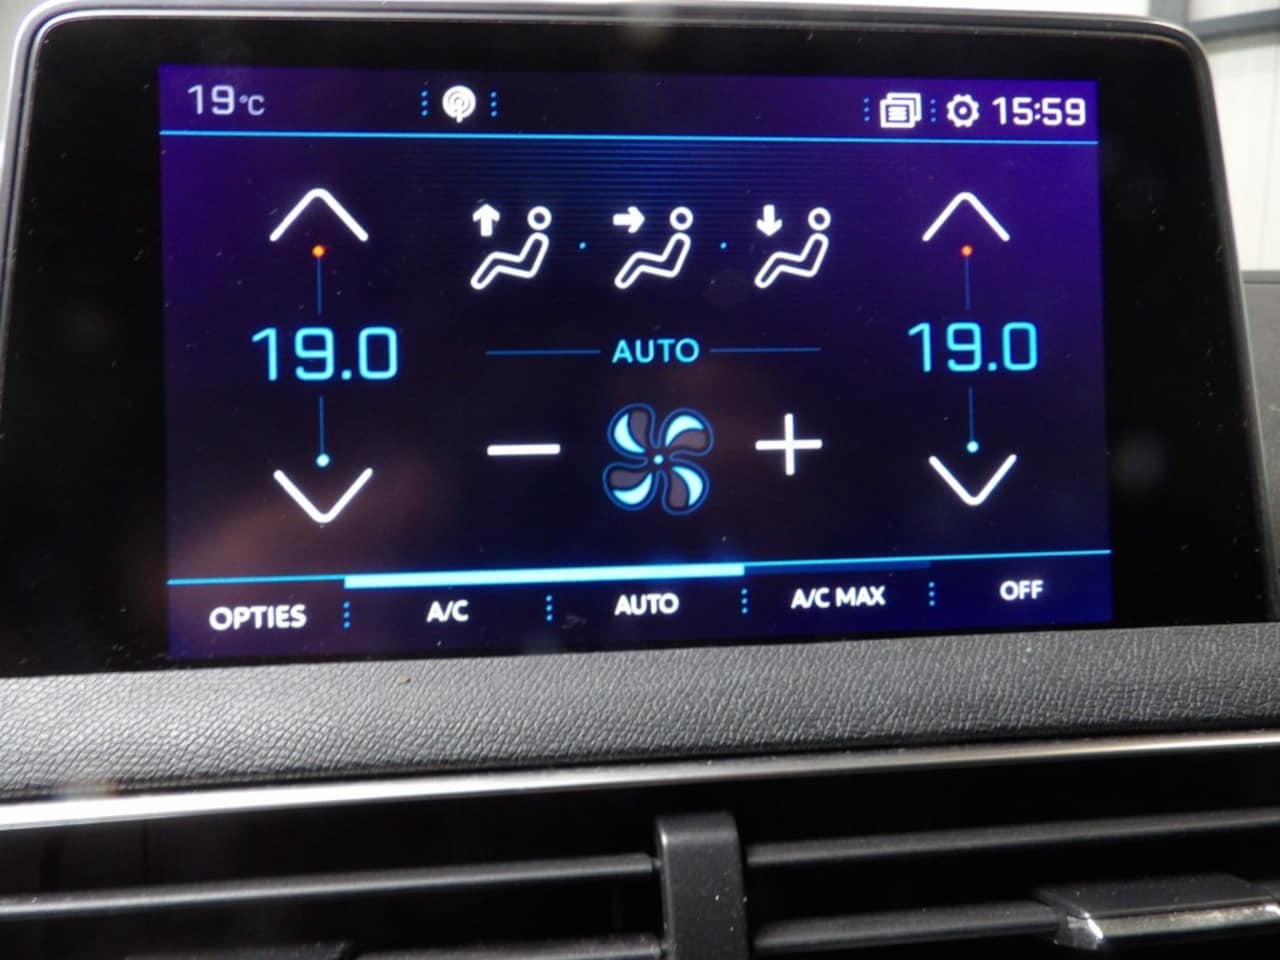 19°C 15:59
19.0 AUTO 19.0
OPTIES A/C AUTO A/C MAX OFF